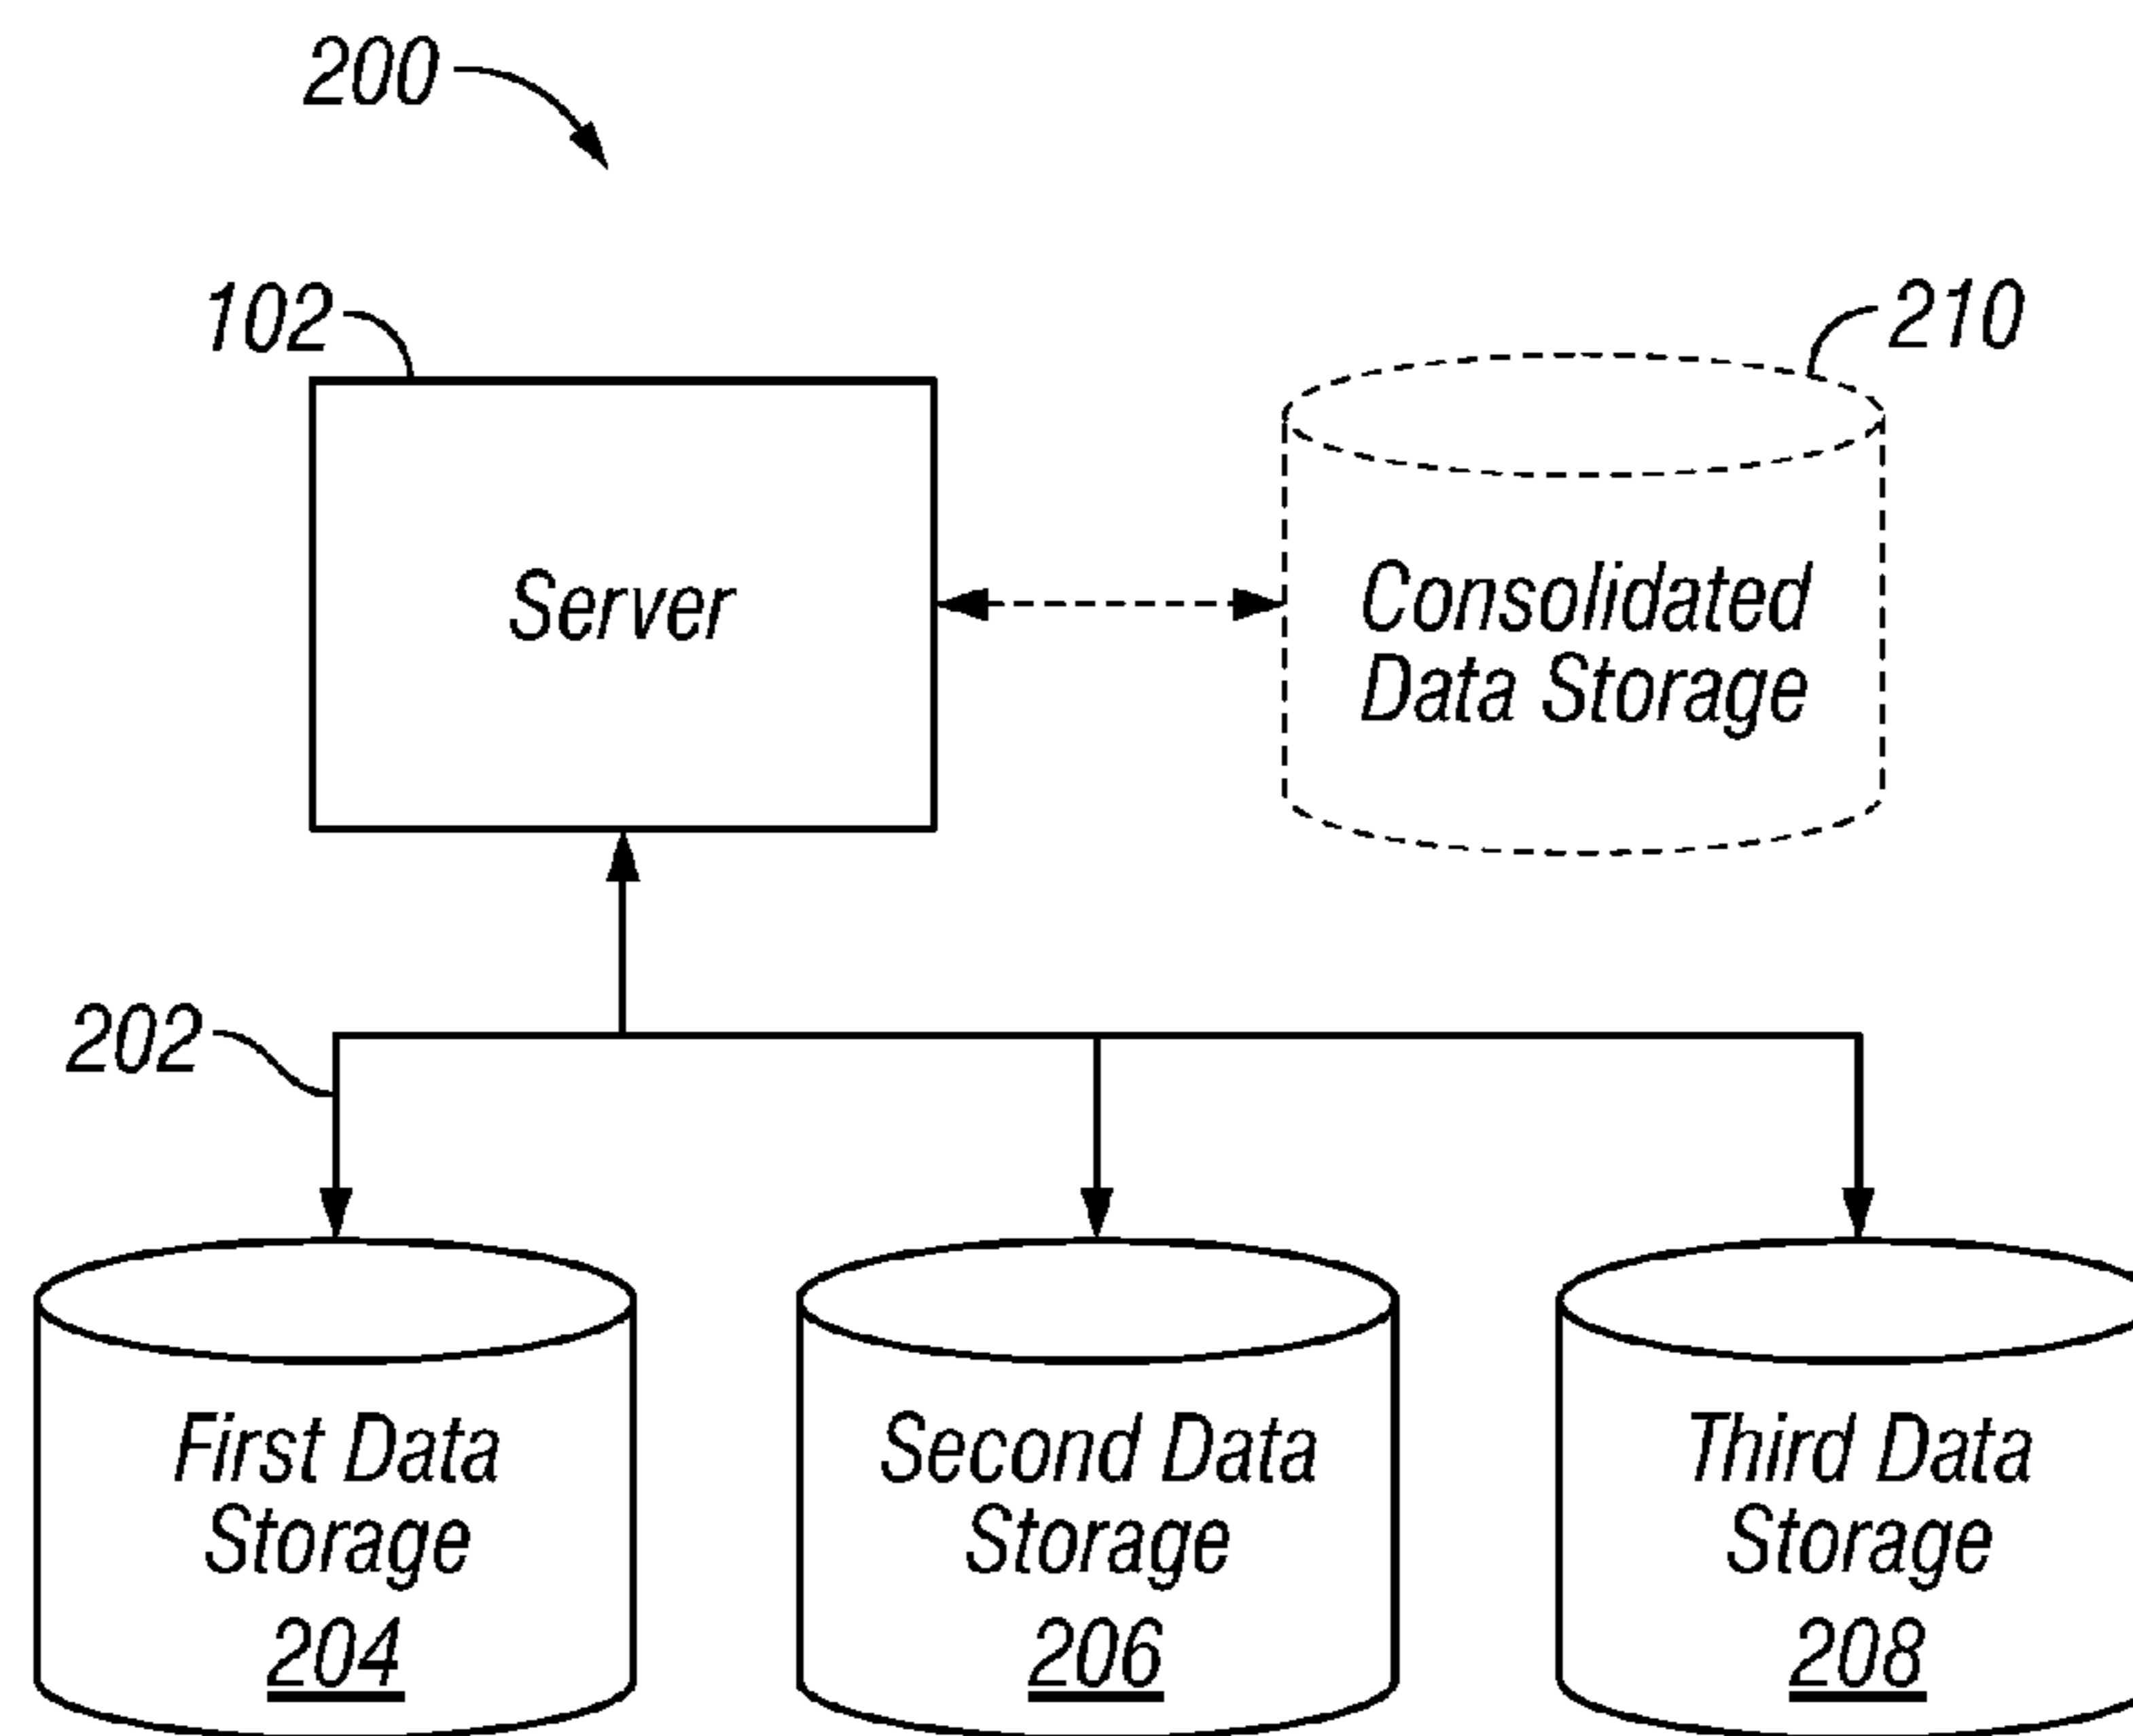 200
102
210
Server
Consolidated
Data Storage
202
First Data
Storage
204
Second Data
Storage
206
Third Data
Storage
208